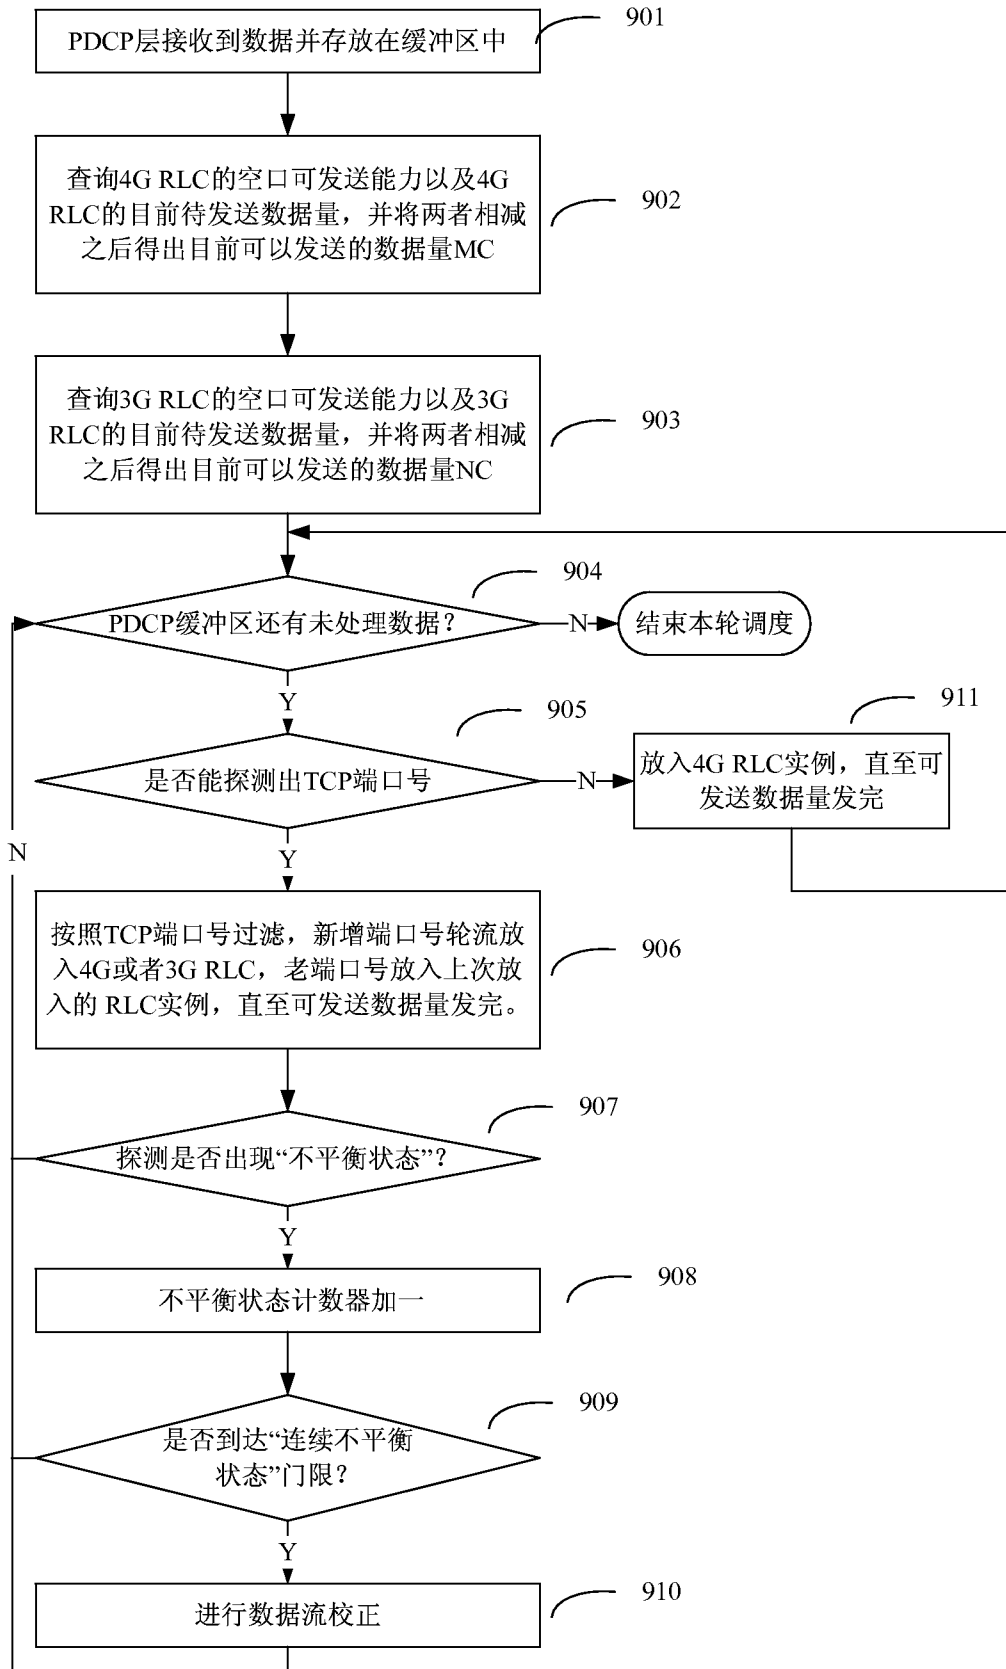 901
PDCP层接收到数据并存放在缓冲区中
查询4G RLC的空口可发送能力以及4G
RLC的目前待发送数据量，并将两者相减
之后得出目前可以发送的数据量MC
902
查询3G RLC的空口可发送能力以及3G
RLC的目前待发送数据量，并将两者相减
之后得出目前可以发送的数据量NC
903
904
PDCP缓冲区还有未处理数据？
N
结束本轮调度
Y
905
911
是否能探测出TCP端口号
N
放入4G RLC实例，直至可
发送数据量发完
N
Y
按照TCP端口号过滤，新增端口号轮流放
入4G或者3G RLC，老端口号放入上次放
入的 RLC实例，直至可发送数据量发完。
906
907
探测是否出现“不平衡状态”？
Y
908
不平衡状态计数器加一
909
是否到达“连续不平衡
状态”门限？
Y
910
进行数据流校正